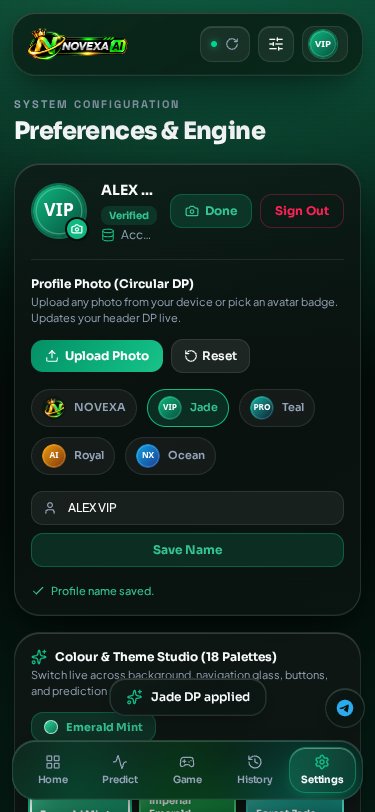 NOVEXA AI
VIP
SYSTEM CONFIGURATION
Preferences & Engine
VIP
ALEX ...
Verified
Acc...
Done
Sign Out
Profile Photo (Circular DP)
Upload any photo from your device or pick an avatar badge.
Updates your header DP live.
Upload Photo
Reset
NOVEXA
VIP Jade
PRO Teal
AI Royal
NX Ocean
ALEX VIP
Save Name
Profile name saved.
Colour & Theme Studio (18 Palettes)
Switch live across background, navigation glass, buttons,
and prediction
Jade DP applied
Emerald Mint
Home
Predict
Game
History
Settings
Imperial
Emerald